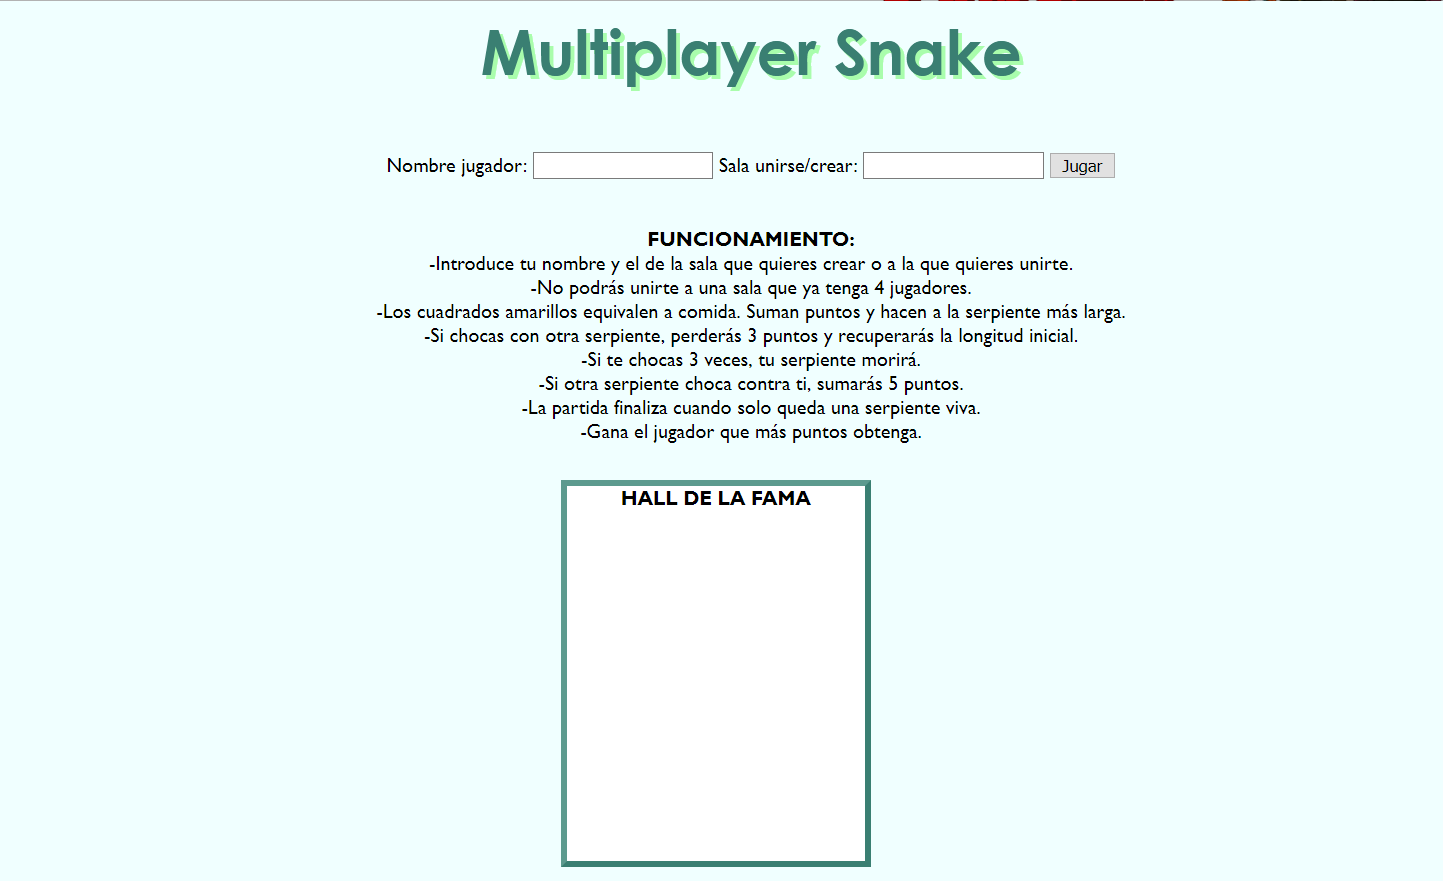 Multiplayer Snake
Nombre jugador: Sala unirse/crear: Jugar
FUNCIONAMIENTO:
-Introduce tu nombre y el de la sala que quieres crear o a la que quieres unirte.
-No podrás unirte a una sala que ya tenga 4 jugadores.
-Los cuadrados amarillos equivalen a comida. Suman puntos y hacen a la serpiente más larga.
-Si chocas con otra serpiente, perderás 3 puntos y recuperarás la longitud inicial.
-Si te chocas 3 veces, tu serpiente morirá.
-Si otra serpiente choca contra ti, sumarás 5 puntos.
-La partida finaliza cuando solo queda una serpiente viva.
-Gana el jugador que más puntos obtenga.
HALL DE LA FAMA